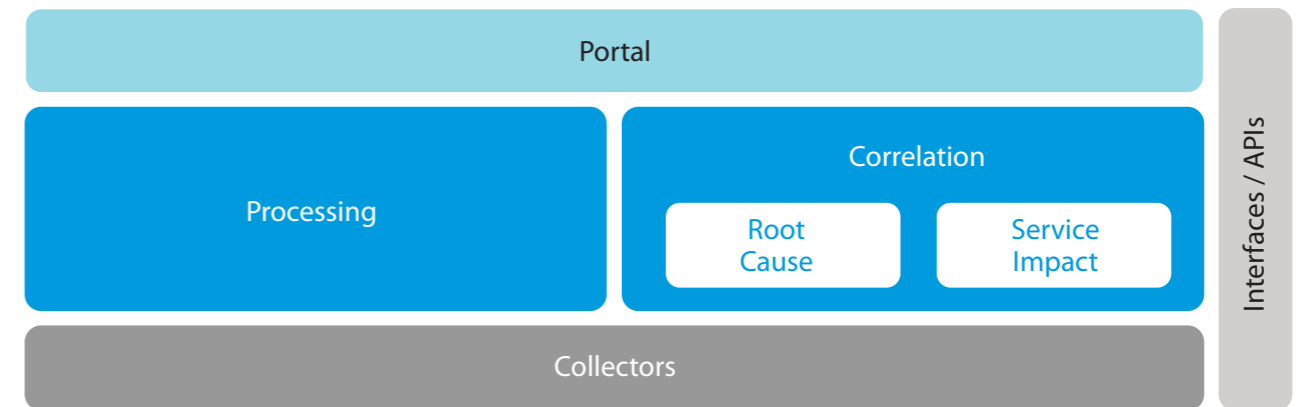 Portal
Processing
Correlation
Root
Cause
Service
Impact
Collectors
Interfaces / APIs